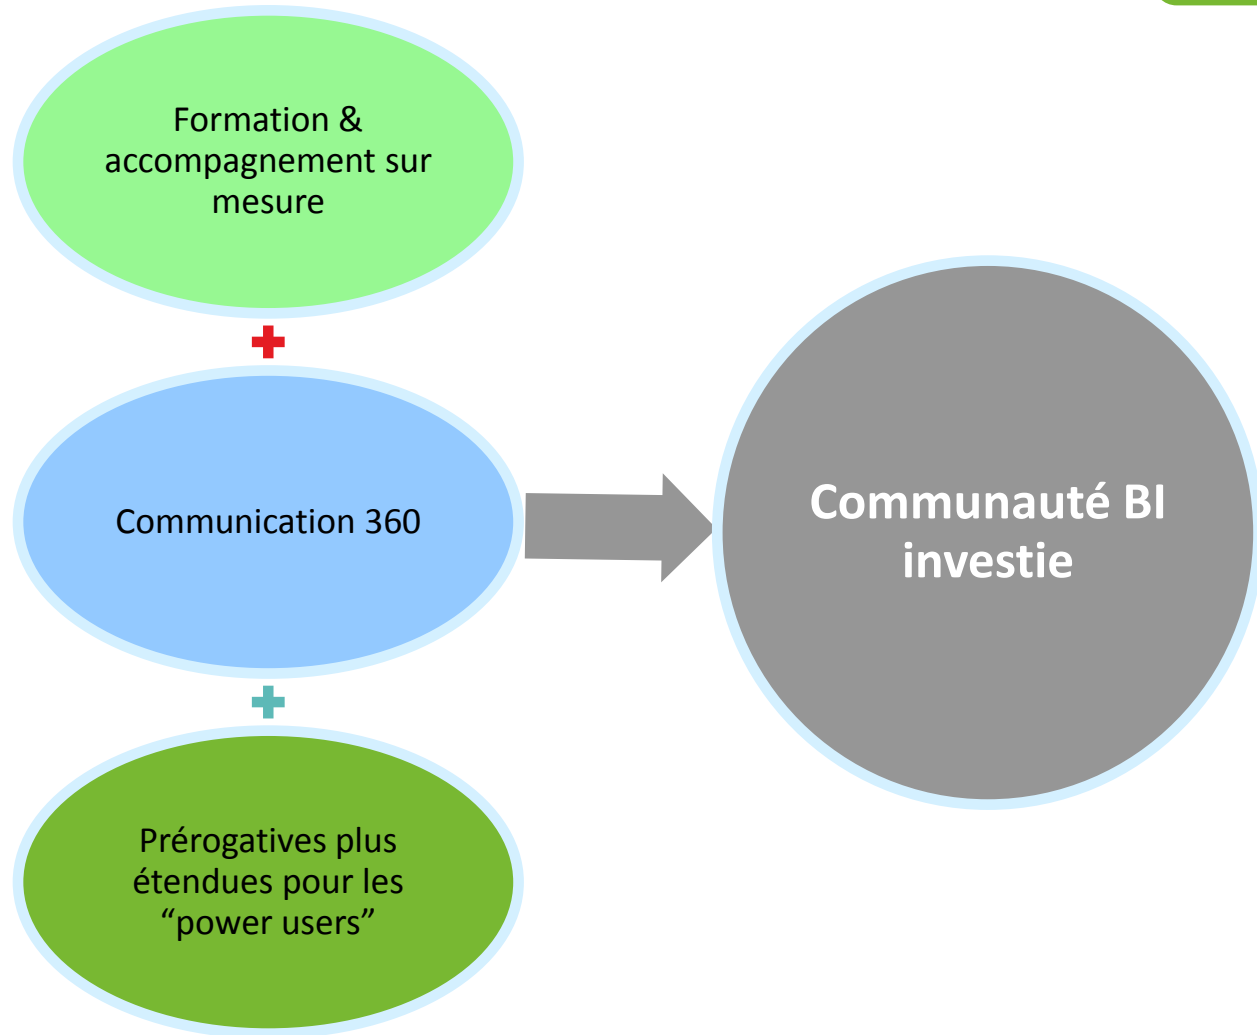 Formation &
accompagnement sur
mesure
Communication 360
Prérogatives plus
étendues pour les
“power users”
Communauté BI
investie